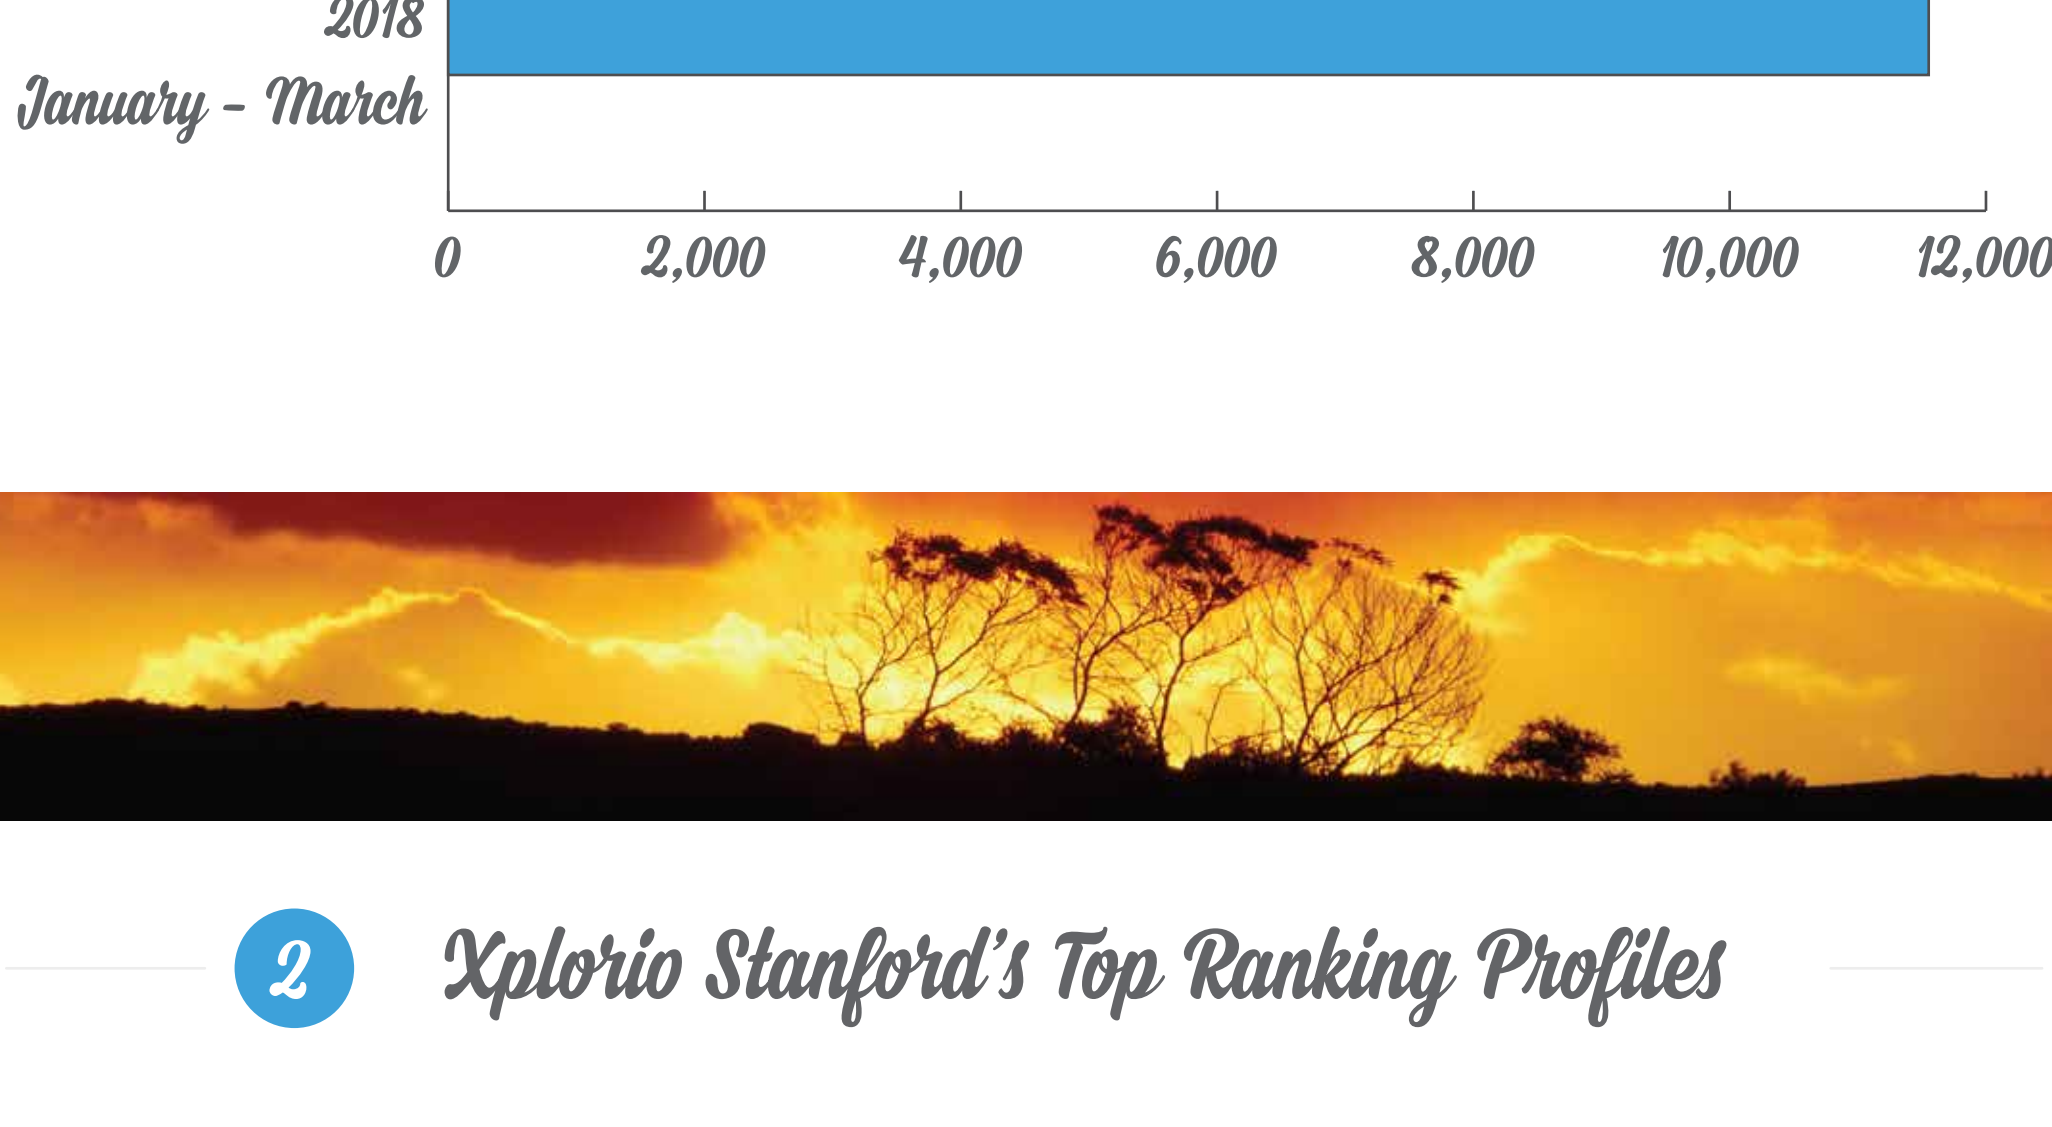 2018
January - March
0 2,000 4,000 6,000 8,000 10,000 12,000
2 Xplorio Stanford's Top Ranking Profiles